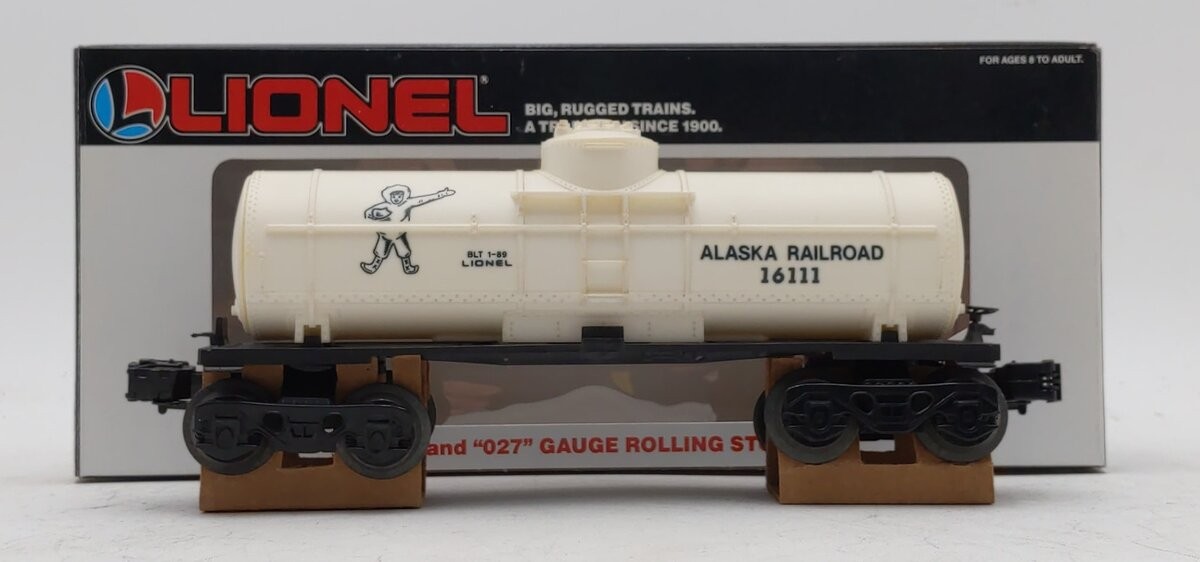 LIONEL®
BIG, RUGGED TRAINS.
SINCE 1900.
FOR AGES 8 TO ADULT.
BLT 1-89
LIONEL
ALASKA RAILROAD
16111
and "027" GAUGE ROLLING